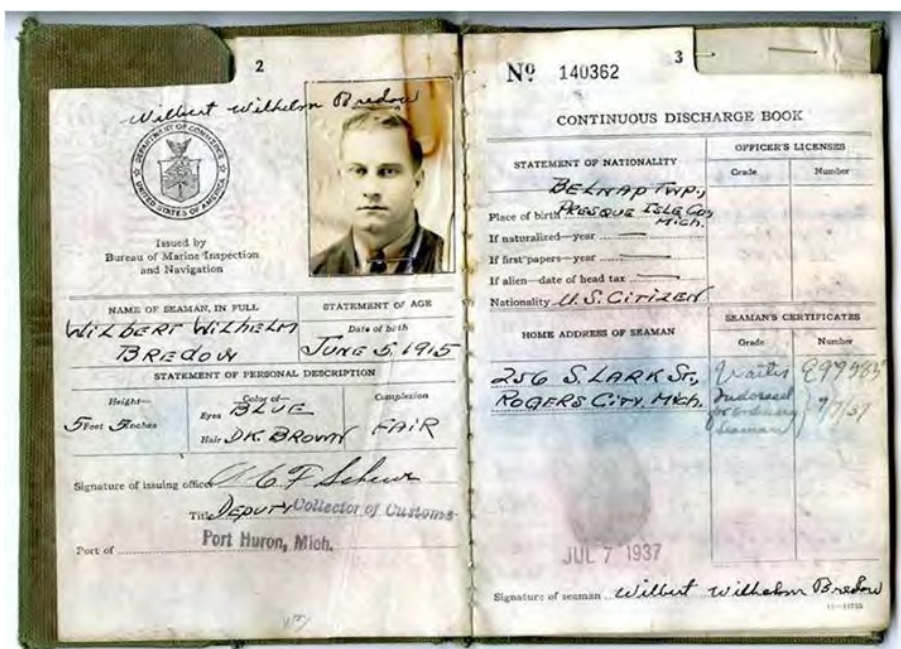 2
Wilbert Wilhelm Bredow
DEPARTMENT OF COMMERCE
UNITED STATES OF AMERICA
Issued by
Bureau of Marine Inspection
and Navigation
NAME OF SEAMAN, IN FULL
WILBERT WILHELM
BREDOW
STATEMENT OF AGE
Date of birth
JUNE 5, 1915
STATEMENT OF PERSONAL DESCRIPTION
Height—
5 Feet 5 Inches
Color of—
Eyes BLUE
Hair DK. BROWN
Complexion
FAIR
Signature of issuing officer
Title DEPUTY Collector of Customs
Port of Port Huron, Mich.
3
Nº 140362
CONTINUOUS DISCHARGE BOOK
STATEMENT OF NATIONALITY
BELNAP TWP.,
Place of birth PRESQUE ISLE CO,
MICH.
If naturalized—year —
If first papers—year —
If alien—date of head tax —
Nationality U.S. CITIZEN
OFFICER'S LICENSES
Grade Number
HOME ADDRESS OF SEAMAN
256 S. LARK ST.,
ROGERS CITY, MICH.
SEAMAN'S CERTIFICATES
Grade Number
Waiter
Indorsed 7/7/37
for Ordinary
Seaman
JUL 7 1937
Signature of seaman Wilbert Wilhelm Bredow